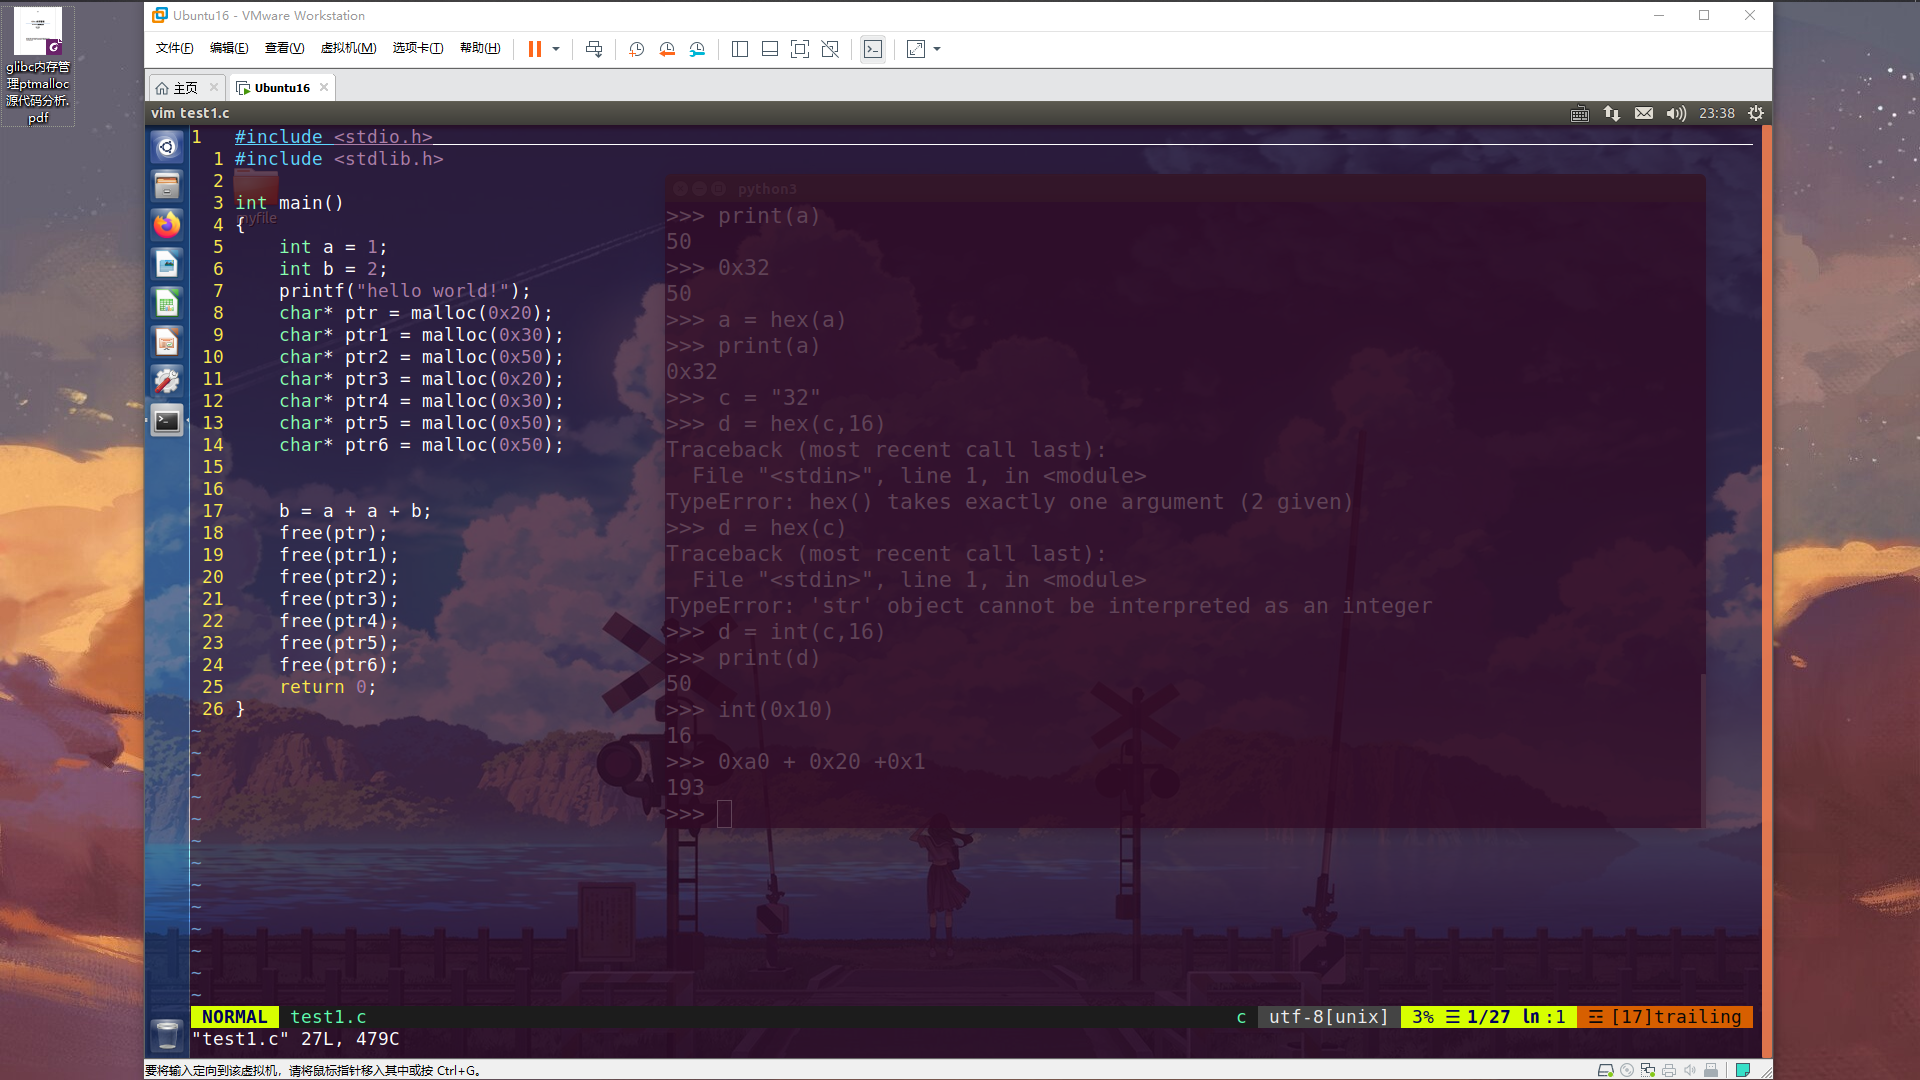 glibc内存管
理ptmalloc
源代码分析.
pdf
Ubuntu16 - VMware Workstation
文件(F) 编辑(E) 查看(V) 虚拟机(M) 选项卡(T) 帮助(H)
主页 Ubuntu16
vim test1.c 23:38
1 #include <stdio.h>
1 #include <stdlib.h>
2
3 int main()
myfile
4 {
5 int a = 1;
6 int b = 2;
7 printf("hello world!");
8 char* ptr = malloc(0x20);
9 char* ptr1 = malloc(0x30);
10 char* ptr2 = malloc(0x50);
11 char* ptr3 = malloc(0x20);
12 char* ptr4 = malloc(0x30);
13 char* ptr5 = malloc(0x50);
14 char* ptr6 = malloc(0x50);
15
16
17 b = a + a + b;
18 free(ptr);
19 free(ptr1);
20 free(ptr2);
21 free(ptr3);
22 free(ptr4);
23 free(ptr5);
24 free(ptr6);
25 return 0;
26 }
~
~
~
~
~
~
~
~
~
~
~
~
~
python3
>>> print(a)
50
>>> 0x32
50
>>> a = hex(a)
>>> print(a)
0x32
>>> c = "32"
>>> d = hex(c,16)
Traceback (most recent call last):
File "<stdin>", line 1, in <module>
TypeError: hex() takes exactly one argument (2 given)
>>> d = hex(c)
Traceback (most recent call last):
File "<stdin>", line 1, in <module>
TypeError: 'str' object cannot be interpreted as an integer
>>> d = int(c,16)
>>> print(d)
50
>>> int(0x10)
16
>>> 0xa0 + 0x20 +0x1
193
>>>
NORMAL test1.c c utf-8[unix] 3% ☰ 1/27 ln :1 ☲ [17]trailing
"test1.c" 27L, 479C
要将输入定向到该虚拟机，请将鼠标指针移入其中或按 Ctrl+G。